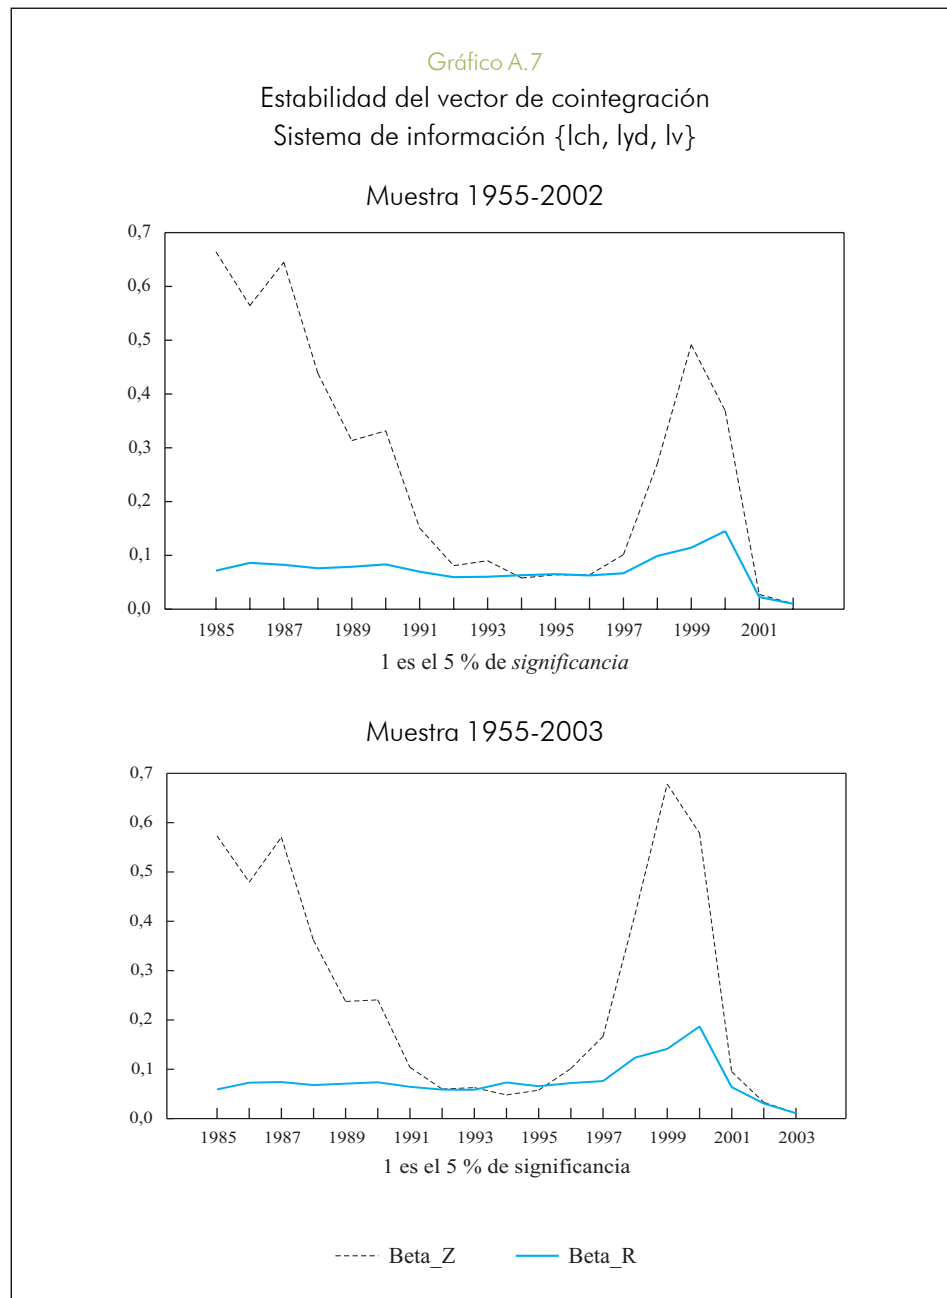 Gráfico A.7
Estabilidad del vector de cointegración
Sistema de información {lch, lyd, lv}
Muestra 1955-2002
0,7
0,6
0,5
0,4
0,3
0,2
0,1
0,0
1985 1987 1989 1991 1993 1995 1997 1999 2001
1 es el 5 % de significancia
Muestra 1955-2003
0,7
0,6
0,5
0,4
0,3
0,2
0,1
0,0
1985 1987 1989 1991 1993 1995 1997 1999 2001 2003
1 es el 5 % de significancia
Beta_Z Beta_R